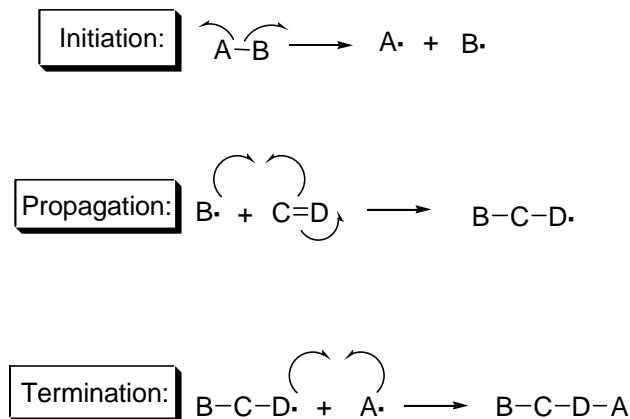 Initiation: A-B → A· + B·
Propagation: B· + C=D → B-C-D·
Termination: B-C-D· + A· → B-C-D-A